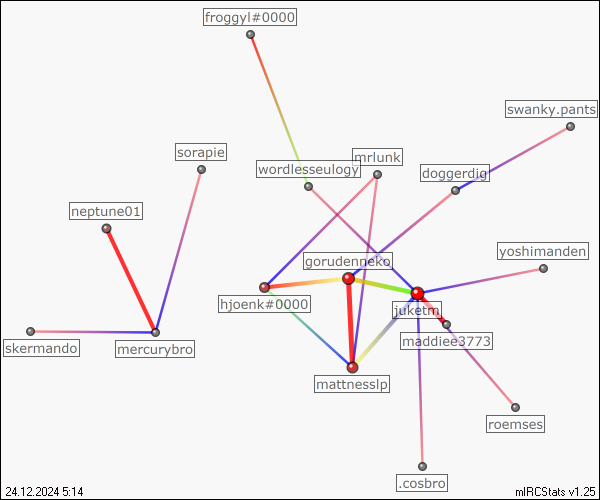 froggyl#0000
swanky.pants
sorapie
mrlunk
wordlesseulogy
doggerdig
neptune01
yoshimanden
gorudenneko
hjoenk#0000
juketm
maddiee3773
skermando
mercurybro
mattnesslp
roemses
.cosbro
24.12.2024 5:14
mIRCStats v1.25